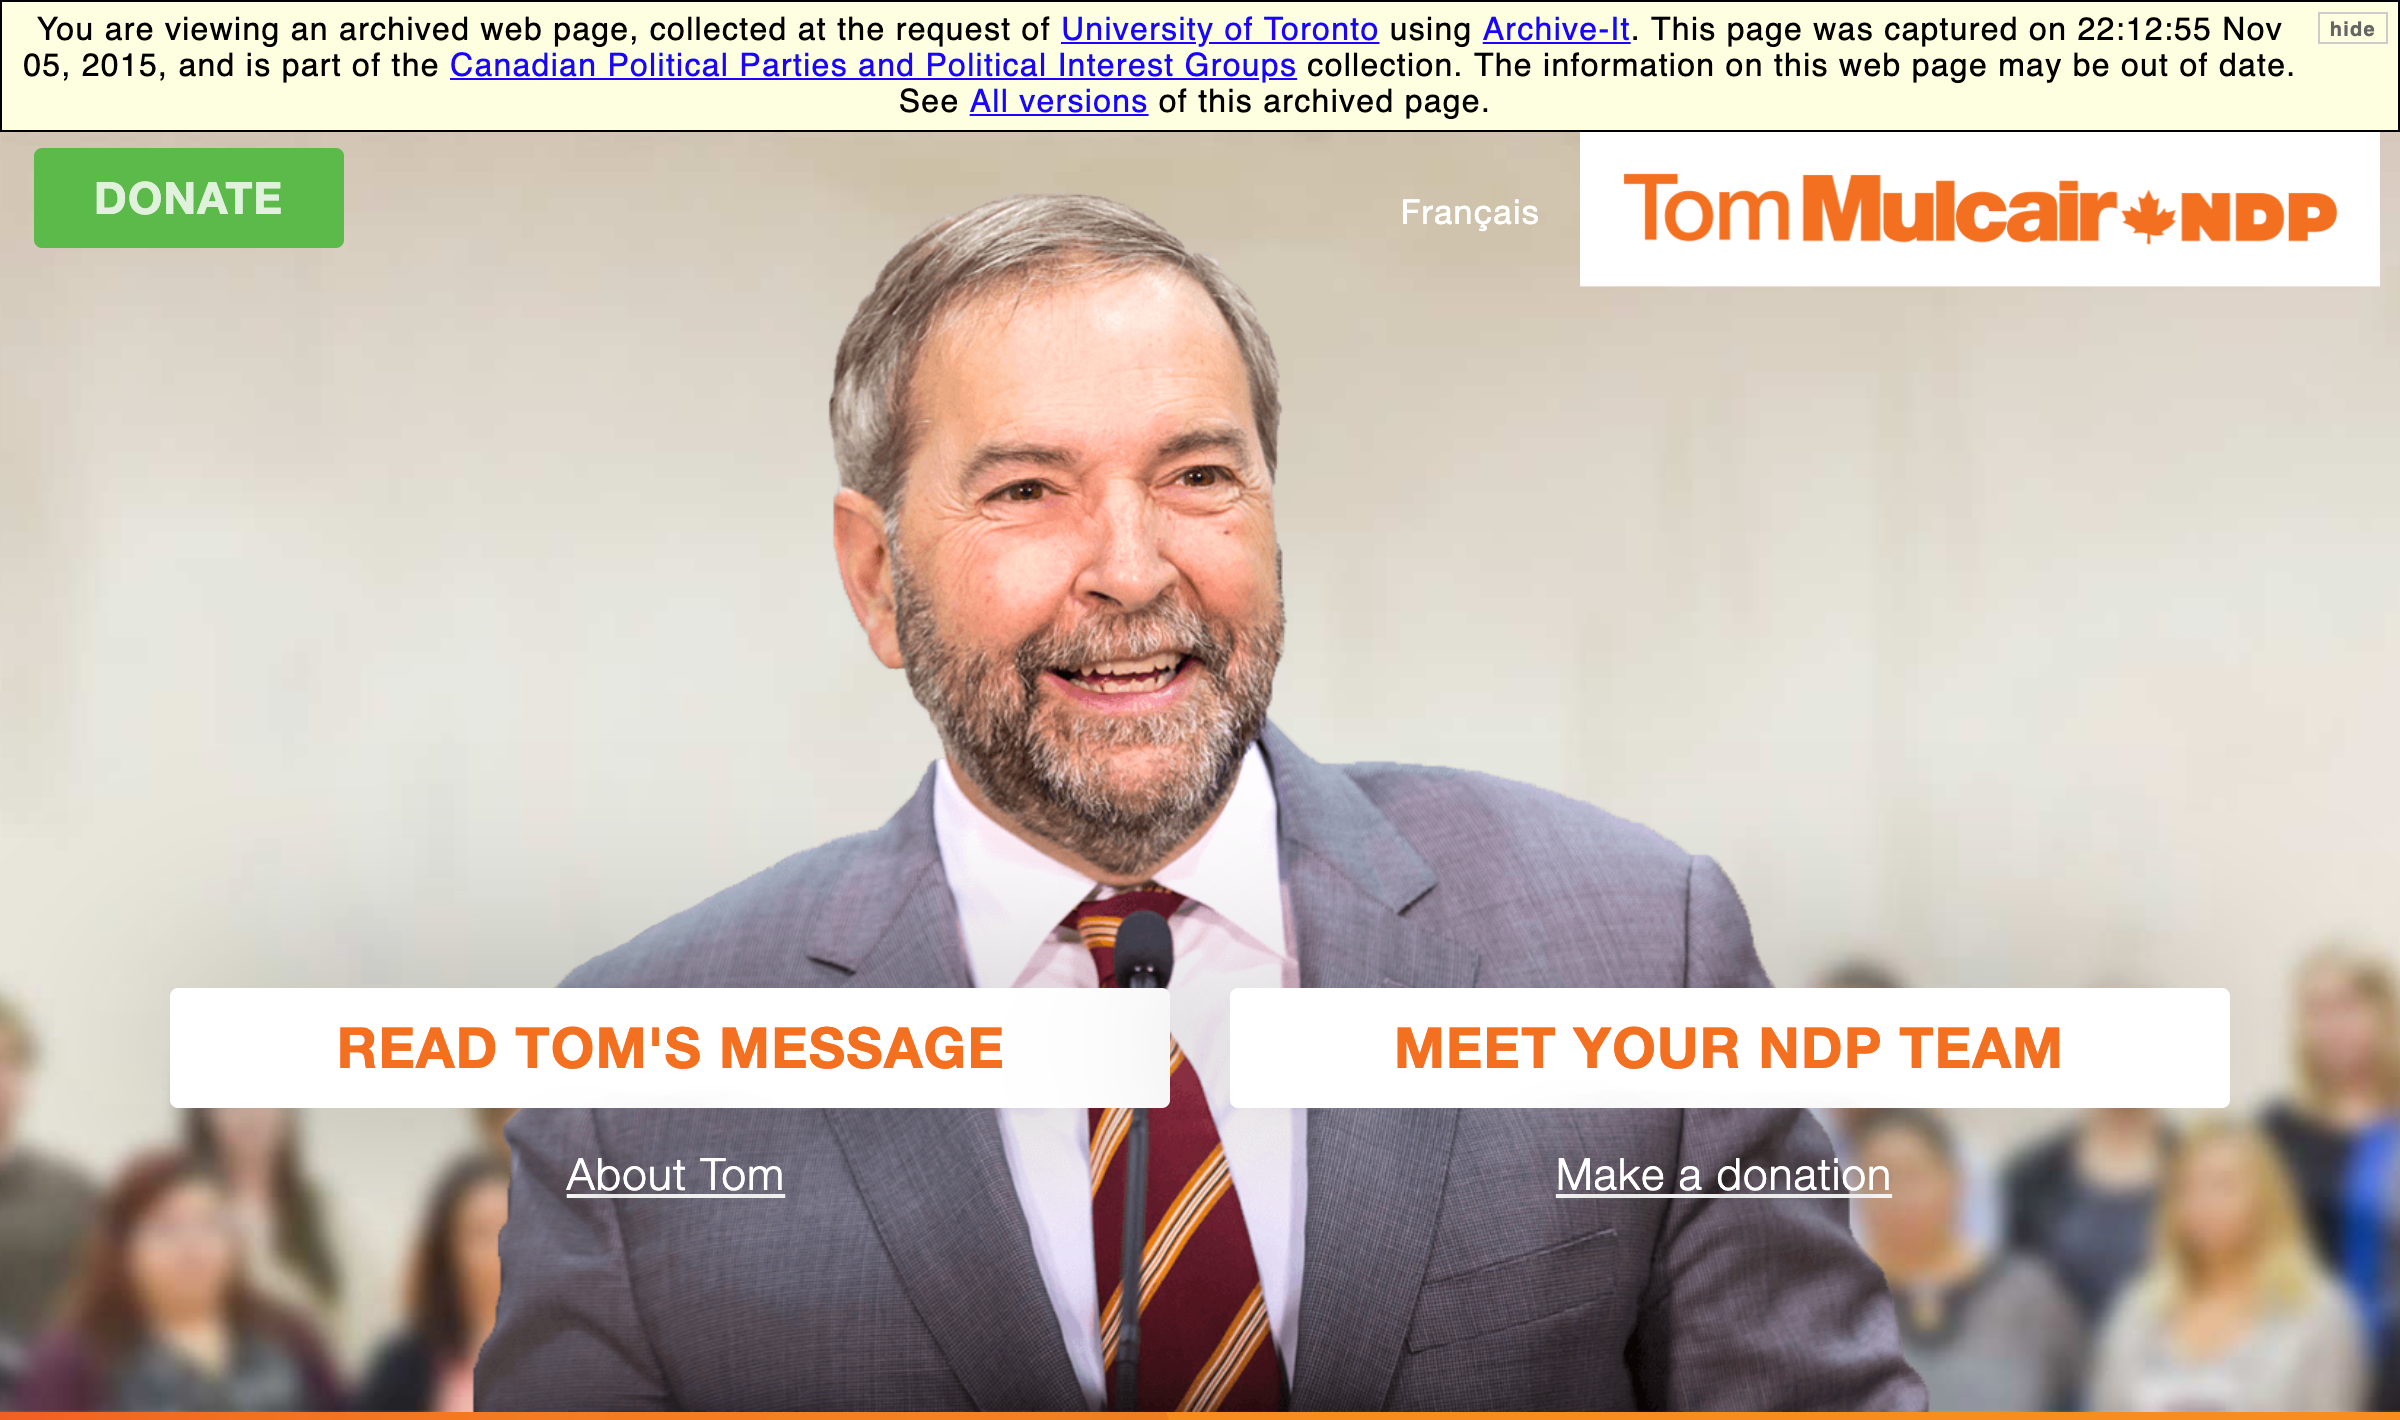 You are viewing an archived web page, collected at the request of University of Toronto using Archive-It. This page was captured on 22:12:55 Nov
hide
05, 2015, and is part of the Canadian Political Parties and Political Interest Groups collection. The information on this web page may be out of date.
See All versions of this archived page.
DONATE
Français
Tom Mulcair NDP
READ TOM'S MESSAGE
MEET YOUR NDP TEAM
About Tom
Make a donation